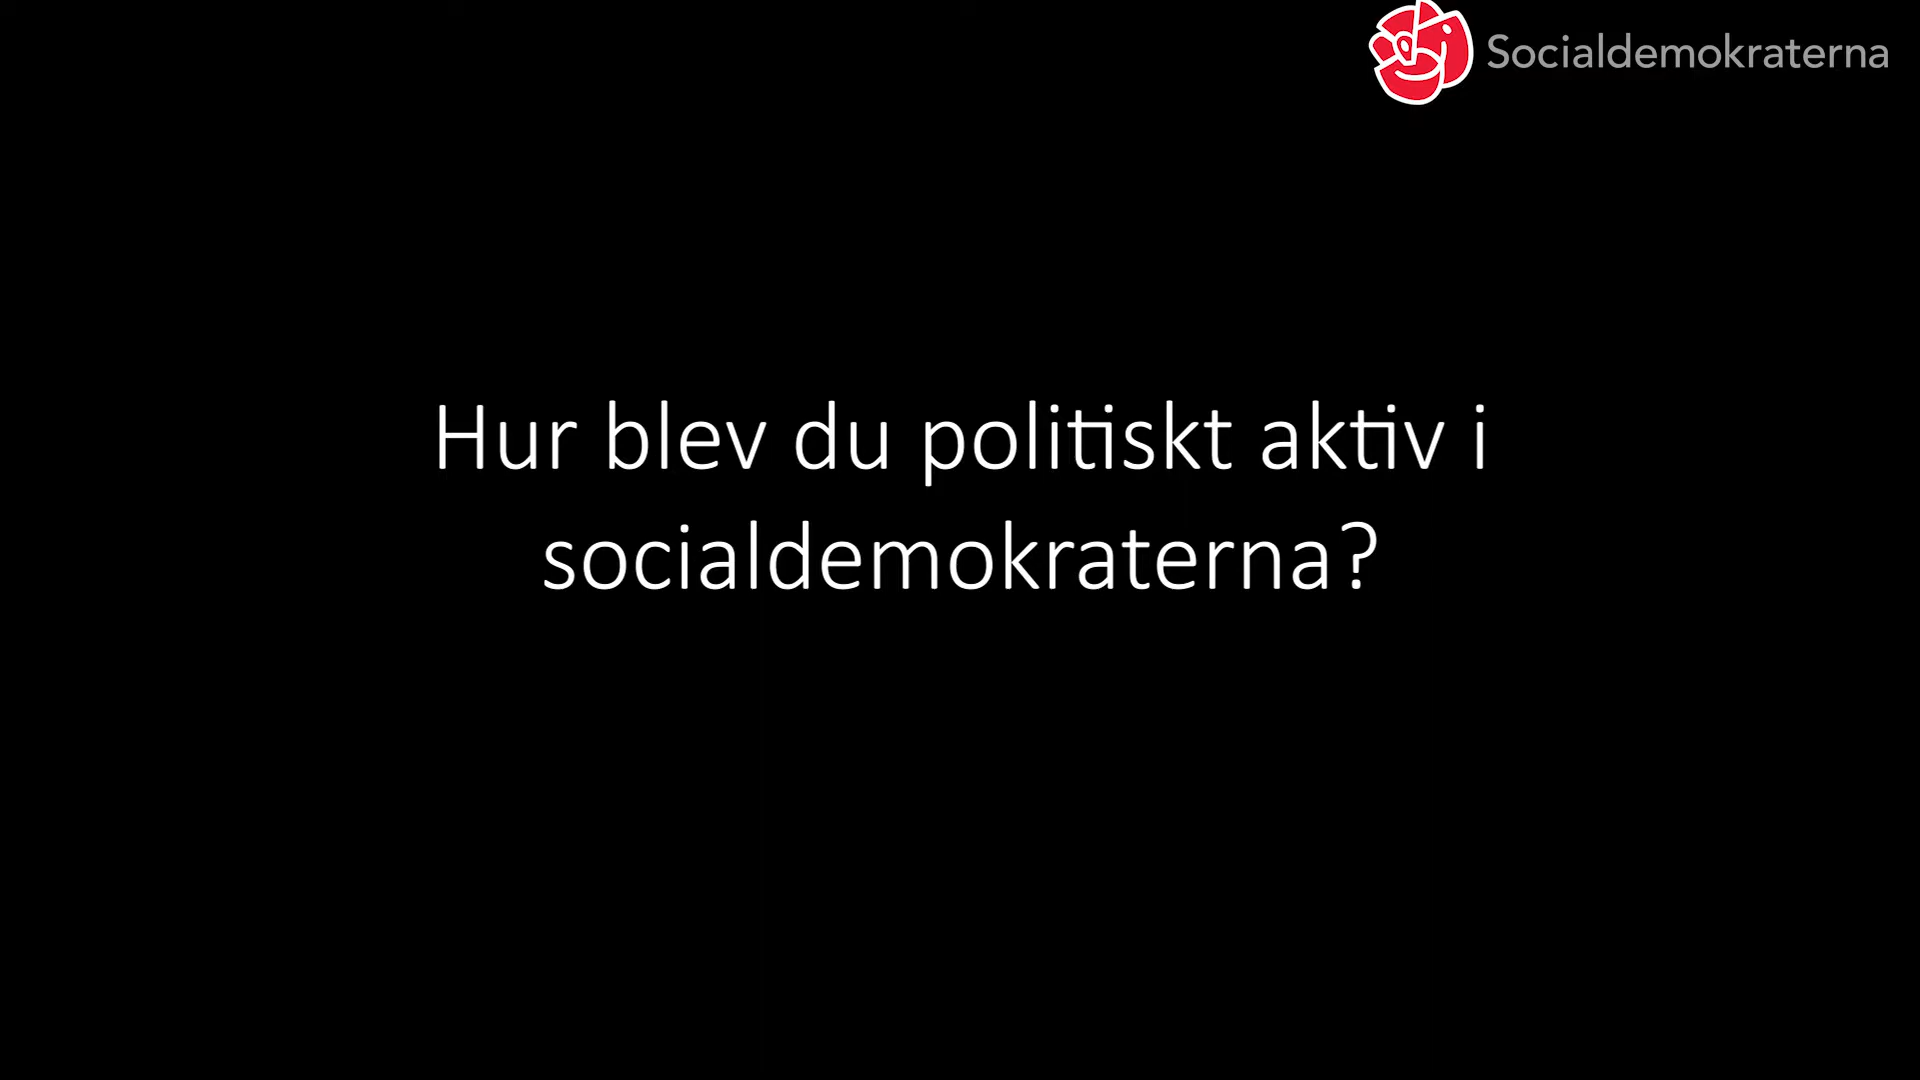 Socialdemokraterna
Hur blev du politiskt aktiv i
socialdemokraterna?